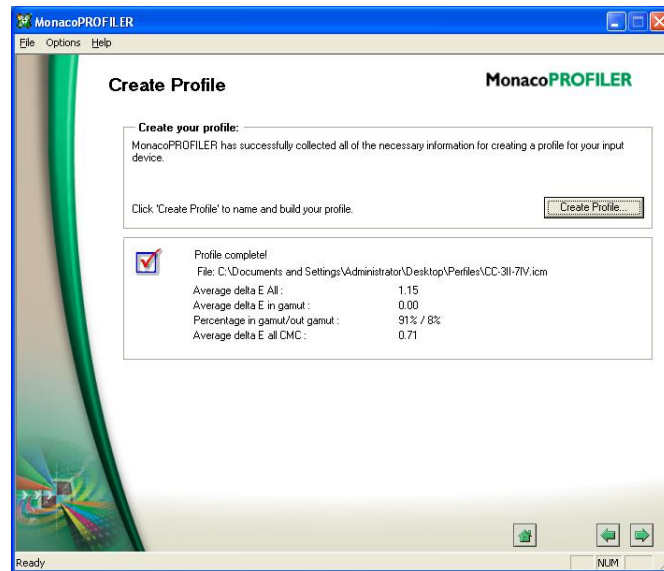 MonacoPROFILER
File Options Help
Create Profile
MonacoPROFILER
Create your profile:
MonacoPROFILER has successfully collected all of the necessary information for creating a profile for your input
device.
Click 'Create Profile' to name and build your profile.
Create Profile...
Profile complete!
File: C:\Documents and Settings\Administrator\Desktop\Perfiles\CC-3II-7IV.icm
Average delta E All : 1.15
Average delta E in gamut : 0.00
Percentage in gamut/out gamut : 91% / 8%
Average delta E all CMC : 0.71
Ready NUM